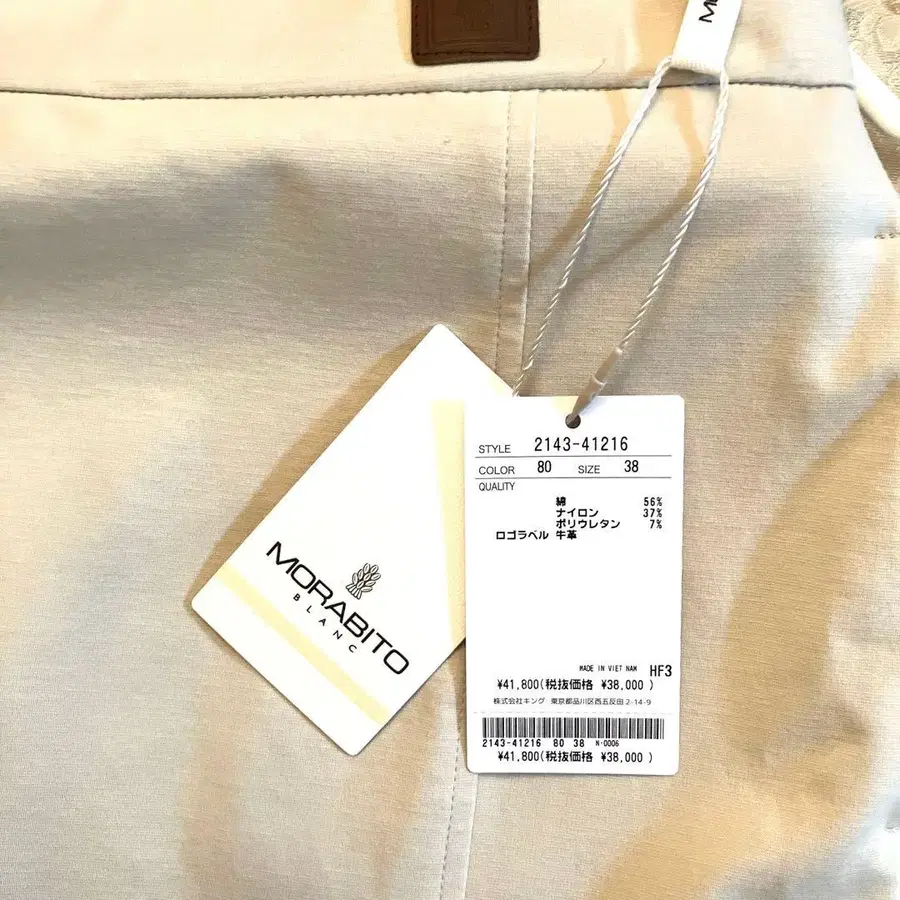 MORABITO
BLANC
STYLE 2143-41216
COLOR 80 SIZE 38
QUALITY
綿 56%
ナイロン 37%
ポリウレタン 7%
ロゴラベル 牛革
MADE IN VIET NAM HF3
¥41,800(税抜価格 ¥38,000 )
株式会社キング 東京都品川区西五反田2-14-9
2143-41216 80 38 N-0006
¥41,800(税抜価格 ¥38,000 )